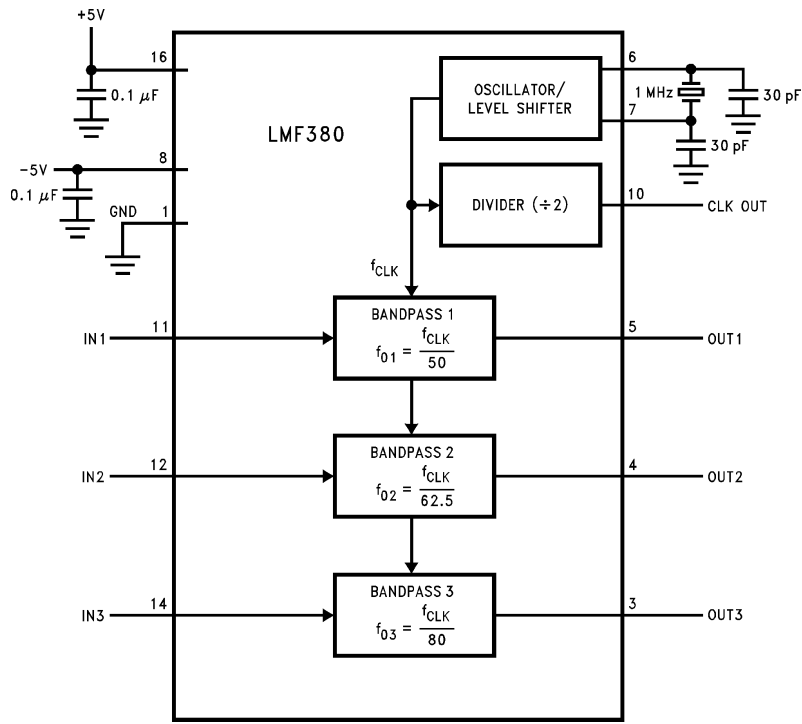 +5V
16
0.1 μF
-5V
8
0.1 μF
GND
1
LMF380
OSCILLATOR/
LEVEL SHIFTER
6
1 MHz
30 pF
7
30 pF
DIVIDER (÷2)
10
CLK OUT
fCLK
IN1
11
BANDPASS 1
f01 = fCLK
50
5
OUT1
IN2
12
BANDPASS 2
f02 = fCLK
62.5
4
OUT2
IN3
14
BANDPASS 3
f03 = fCLK
80
3
OUT3